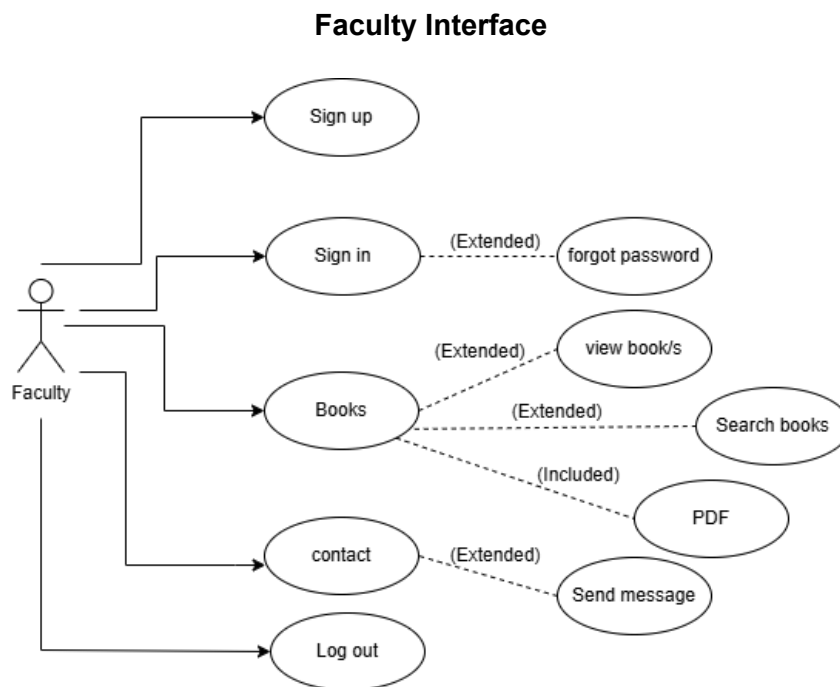 Faculty Interface
Sign up
Sign in
(Extended)
forgot password
Faculty
Books
(Extended)
view book/s
(Extended)
Search books
(Included)
PDF
contact
(Extended)
Send message
Log out